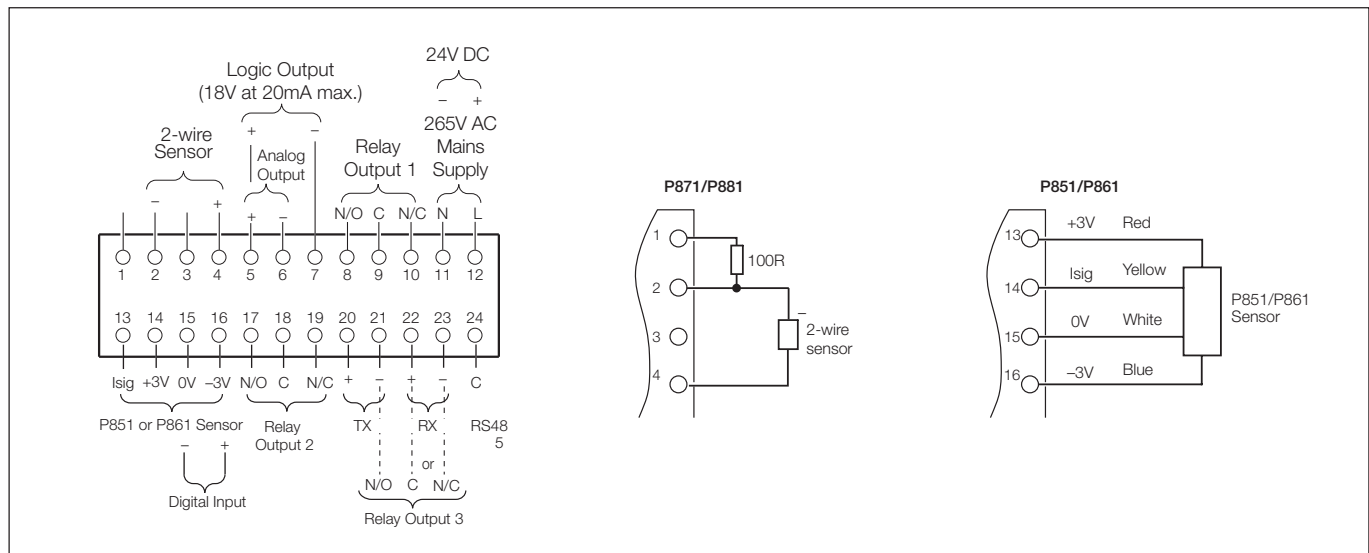 24V DC
– +
265V AC
Mains
Supply
Logic Output
(18V at 20mA max.)
+ –
2-wire
Sensor
– +
Analog
Output
+ –
Relay
Output 1
N/O C N/C N L
1 2 3 4 5 6 7 8 9 10 11 12
13 14 15 16 17 18 19 20 21 22 23 24
Isig +3V 0V –3V N/O C N/C + – + – C
P851 or P861 Sensor
Relay
Output 2
TX
RX
RS48
5
– +
Digital Input
or
N/O C N/C
Relay Output 3
P871/P881
1
100R
2
–
2-wire
sensor
3
4
P851/P861
13 +3V Red
14 Isig Yellow
15 0V White
16 –3V Blue
P851/P861
Sensor